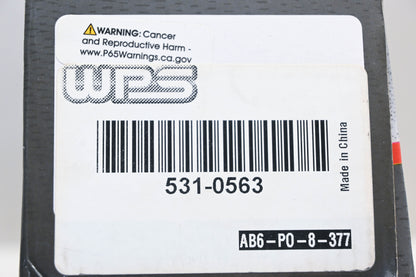 ⚠WARNING: Cancer
and Reproductive Harm -
www.P65Warnings.ca.gov
WPS
531-0563
Made in China
AB6-PO-8-377